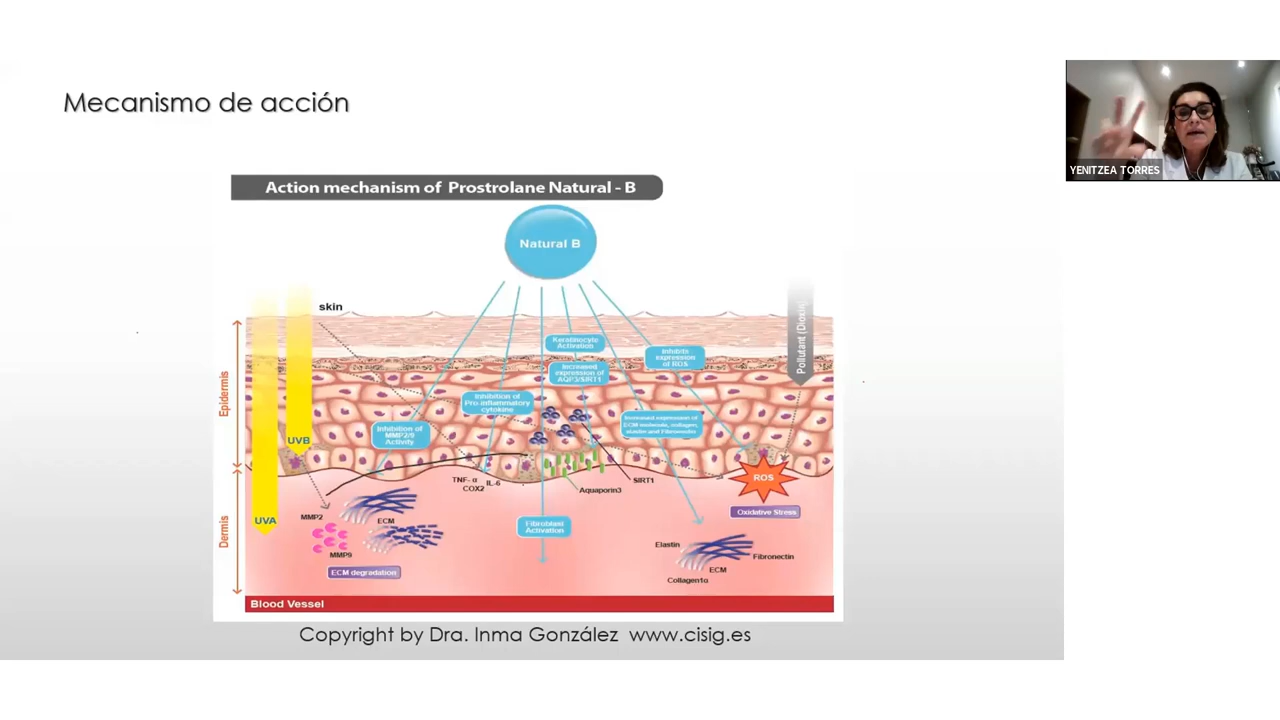 Mecanismo de acción
YENITZEA TORRES
Action mechanism of Prostrolane Natural - B
Natural B
skin
Pollutant (Dioxin)
Keratinocyte
Activation
Inhibits
expression
of ROS
Increased
expression of
AQP3/SIRT1
Inhibition of
Pro-inflammatory
cytokine
Increased expression of
ECM molecule, collagen,
elastin and Fibronectin
Inhibition of
MMP2/9
Activity
Epidermis
UVB
TNF- α
IL-6
COX2
SIRT1
Aquaporin3
ROS
Oxidative Stress
Dermis
UVA
MMP2
ECM
MMP9
ECM degradation
Fibroblast
Activation
Elastin
Fibronectin
ECM
Collagen1α
Blood Vessel
Copyright by Dra. Inma González www.cisig.es